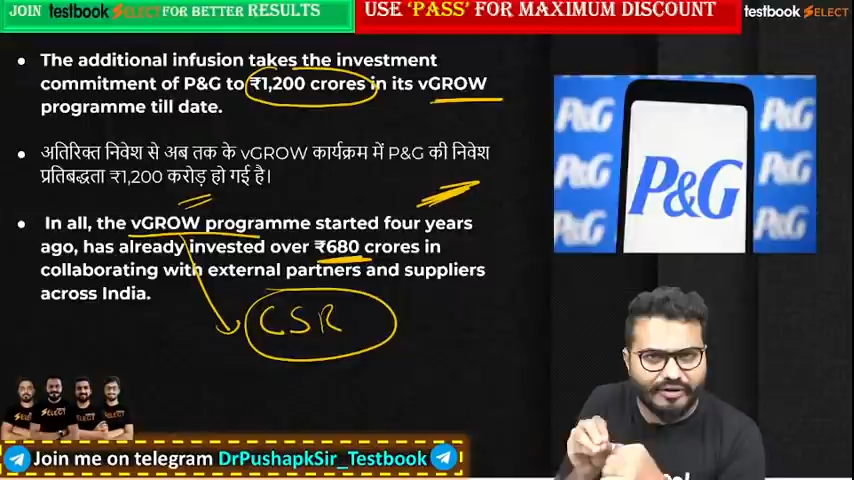 JOIN testbook SELECT FOR BETTER RESULTS
USE ‘PASS’ FOR MAXIMUM DISCOUNT
testbook SELECT
• The additional infusion takes the investment
commitment of P&G to ₹1,200 crores in its vGROW
programme till date.
• अतिरिक्त निवेश से अब तक के vGROW कार्यक्रम में P&G की निवेश
प्रतिबद्धता ₹1,200 करोड़ हो गई है।
• In all, the vGROW programme started four years
ago, has already invested over ₹680 crores in
collaborating with external partners and suppliers
across India.
CSR
P&G
P&G
P&G
P&G
P&G
P&G
P&G
SELECT
SELECT
SELECT
Join me on telegram DrPushapkSir_Testbook